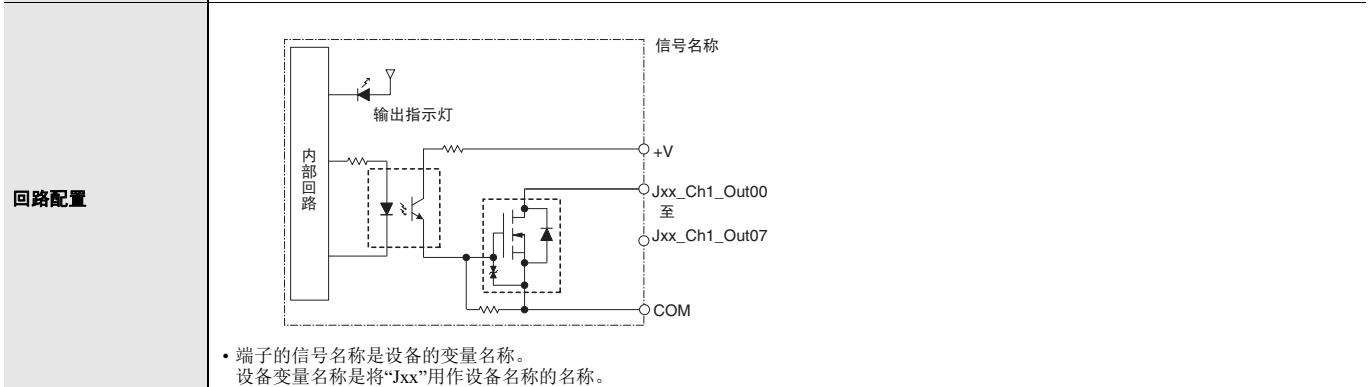 回路配置
信号名称
输出指示灯
内部回路
+V
Jxx_Ch1_Out00
至
Jxx_Ch1_Out07
COM
• 端子的信号名称是设备的变量名称。
设备变量名称是将“Jxx”用作设备名称的名称。